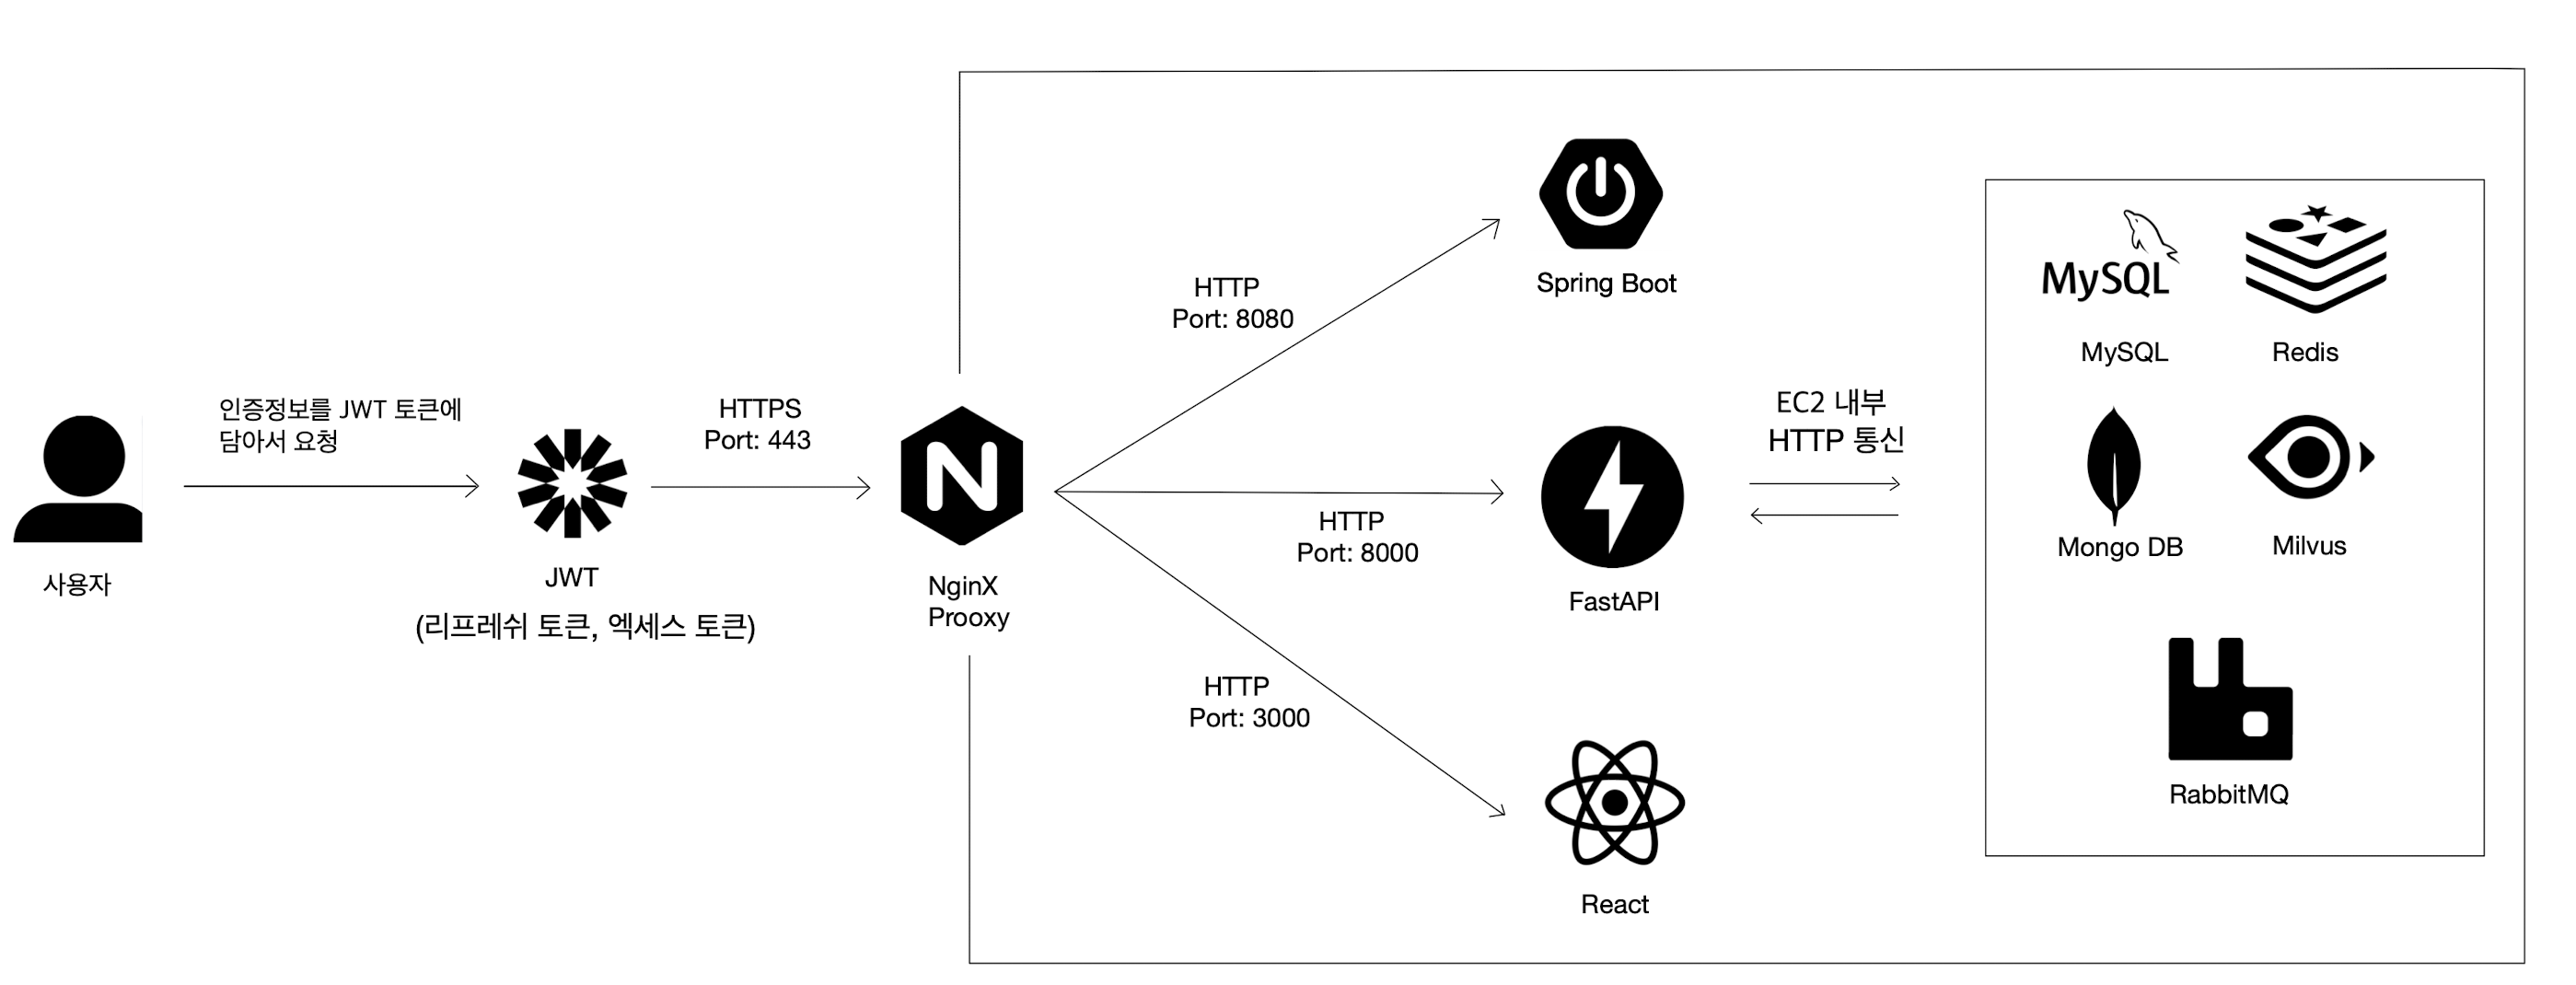 사용자
인증정보를 JWT 토큰에
담아서 요청
JWT
(리프레쉬 토큰, 엑세스 토큰)
HTTPS
Port: 443
NginX
Prooxy
HTTP
Port: 8080
HTTP
Port: 8000
HTTP
Port: 3000
Spring Boot
FastAPI
React
EC2 내부
HTTP 통신
MySQL
MySQL
Redis
Mongo DB
Milvus
RabbitMQ